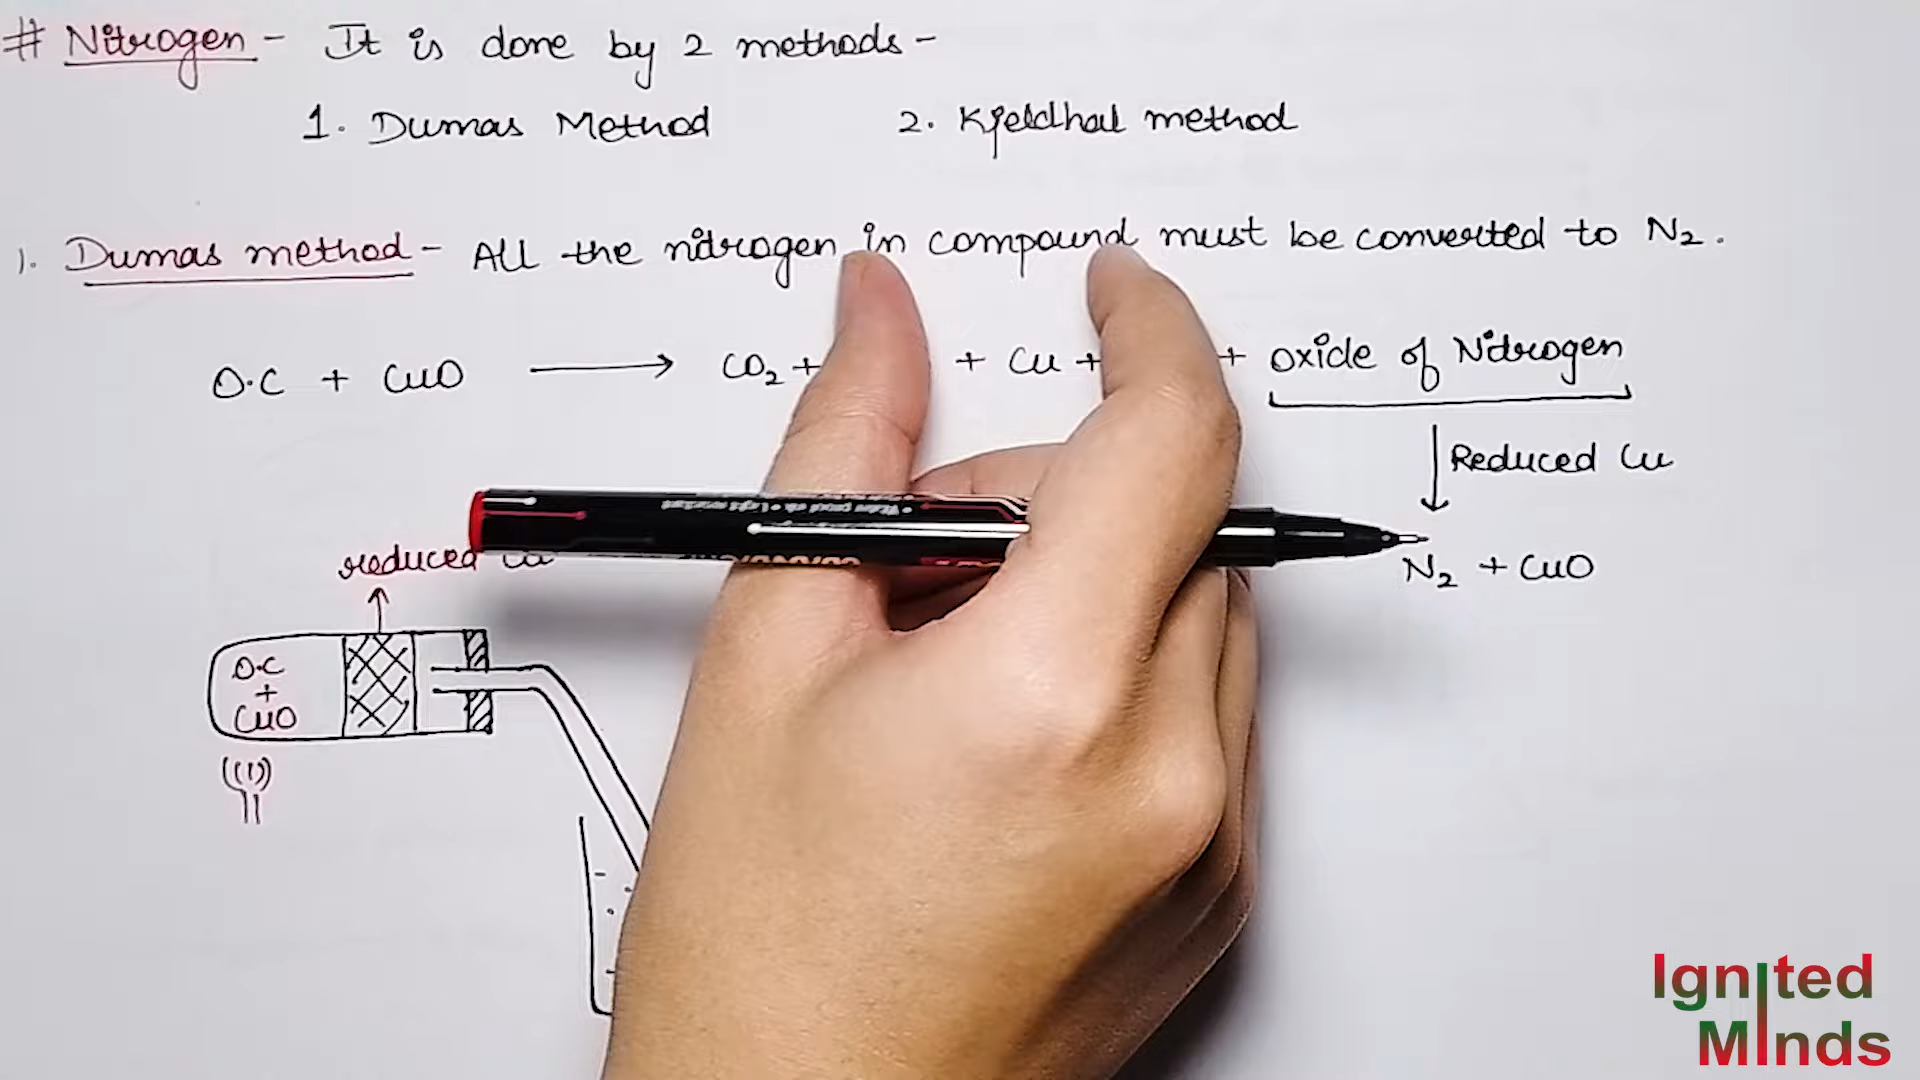 # Nitrogen - It is done by 2 methods -
1. Dumas Method 2. Kjeldhal method
1. Dumas method - All the nitrogen in compound must be converted to N₂.
O.C + CuO ⟶ CO₂ + + Cu + + oxide of Nitrogen
↓ Reduced Cu
N₂ + CuO
reduced
O.C
+
CuO
Ignited
Minds